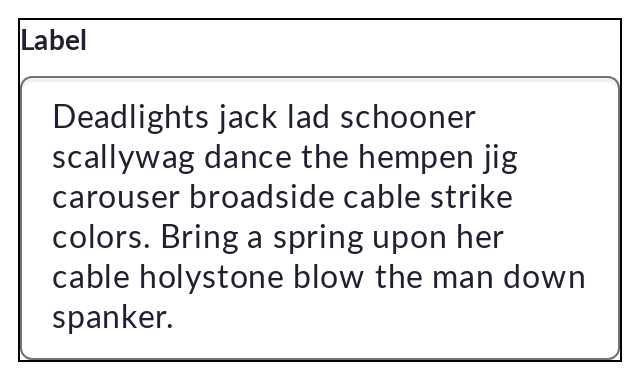 Label
Deadlights jack lad schooner
scallywag dance the hempen jig
carouser broadside cable strike
colors. Bring a spring upon her
cable holystone blow the man down
spanker.